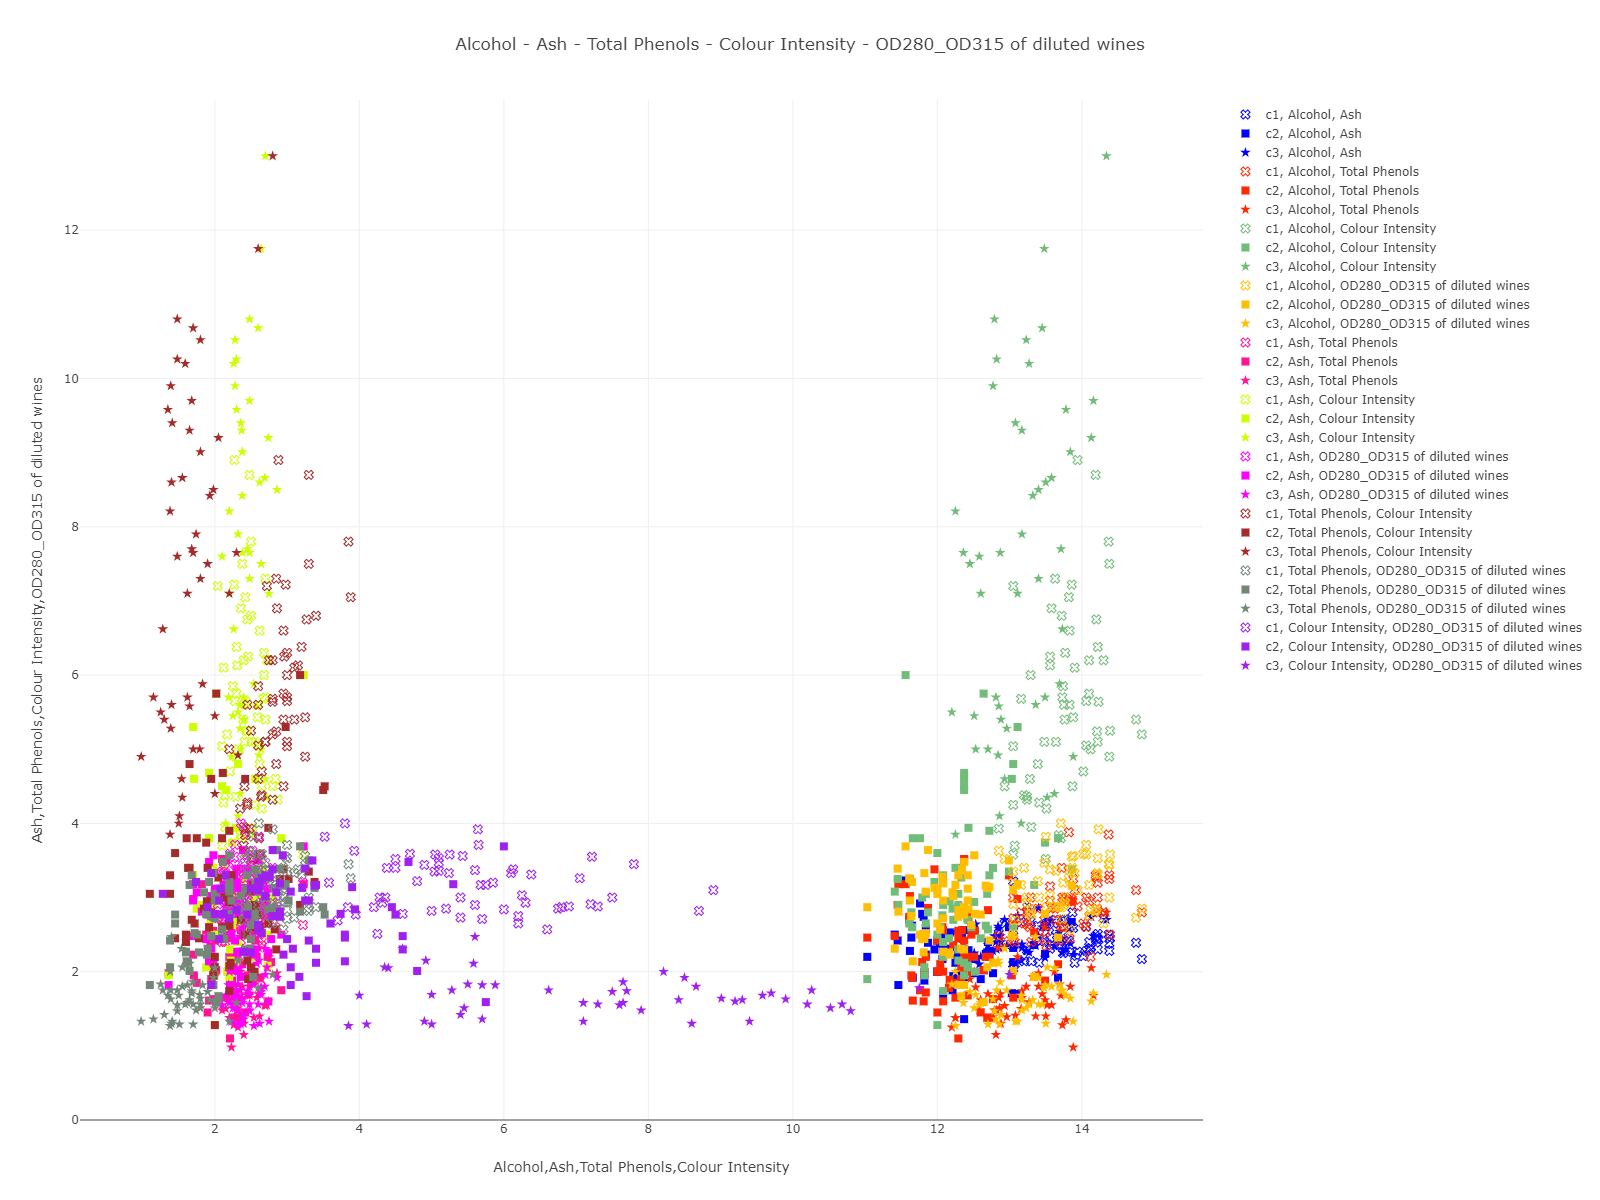 Alcohol - Ash - Total Phenols - Colour Intensity - OD280_OD315 of diluted wines
Ash,Total Phenols,Colour Intensity,OD280_OD315 of diluted wines
12
10
8
6
4
2
0
2 4 6 8 10 12 14
Alcohol,Ash,Total Phenols,Colour Intensity
c1, Alcohol, Ash
c2, Alcohol, Ash
c3, Alcohol, Ash
c1, Alcohol, Total Phenols
c2, Alcohol, Total Phenols
c3, Alcohol, Total Phenols
c1, Alcohol, Colour Intensity
c2, Alcohol, Colour Intensity
c3, Alcohol, Colour Intensity
c1, Alcohol, OD280_OD315 of diluted wines
c2, Alcohol, OD280_OD315 of diluted wines
c3, Alcohol, OD280_OD315 of diluted wines
c1, Ash, Total Phenols
c2, Ash, Total Phenols
c3, Ash, Total Phenols
c1, Ash, Colour Intensity
c2, Ash, Colour Intensity
c3, Ash, Colour Intensity
c1, Ash, OD280_OD315 of diluted wines
c2, Ash, OD280_OD315 of diluted wines
c3, Ash, OD280_OD315 of diluted wines
c1, Total Phenols, Colour Intensity
c2, Total Phenols, Colour Intensity
c3, Total Phenols, Colour Intensity
c1, Total Phenols, OD280_OD315 of diluted wines
c2, Total Phenols, OD280_OD315 of diluted wines
c3, Total Phenols, OD280_OD315 of diluted wines
c1, Colour Intensity, OD280_OD315 of diluted wines
c2, Colour Intensity, OD280_OD315 of diluted wines
c3, Colour Intensity, OD280_OD315 of diluted wines